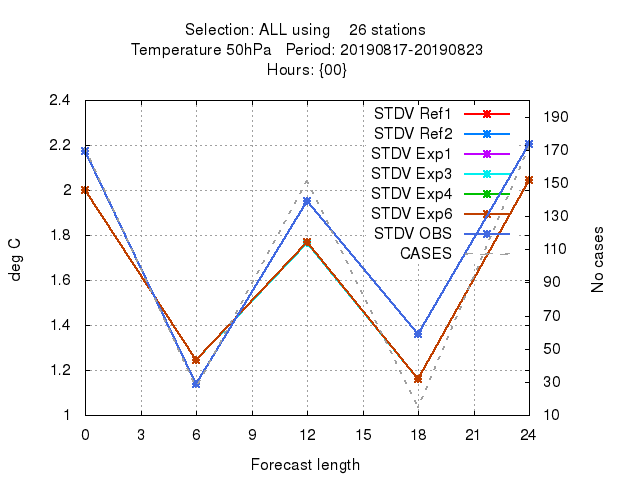 Selection: ALL using    26 stations
Temperature 50hPa   Period: 20190817-20190823
Hours: {00}
2.4
2.2
2
1.8
1.6
1.4
1.2
1
deg C
STDV Ref1
STDV Ref2
STDV Exp1
STDV Exp3
STDV Exp4
STDV Exp6
STDV OBS
CASES
190
170
150
130
110
90
70
50
30
10
No cases
0 3 6 9 12 15 18 21 24
Forecast length